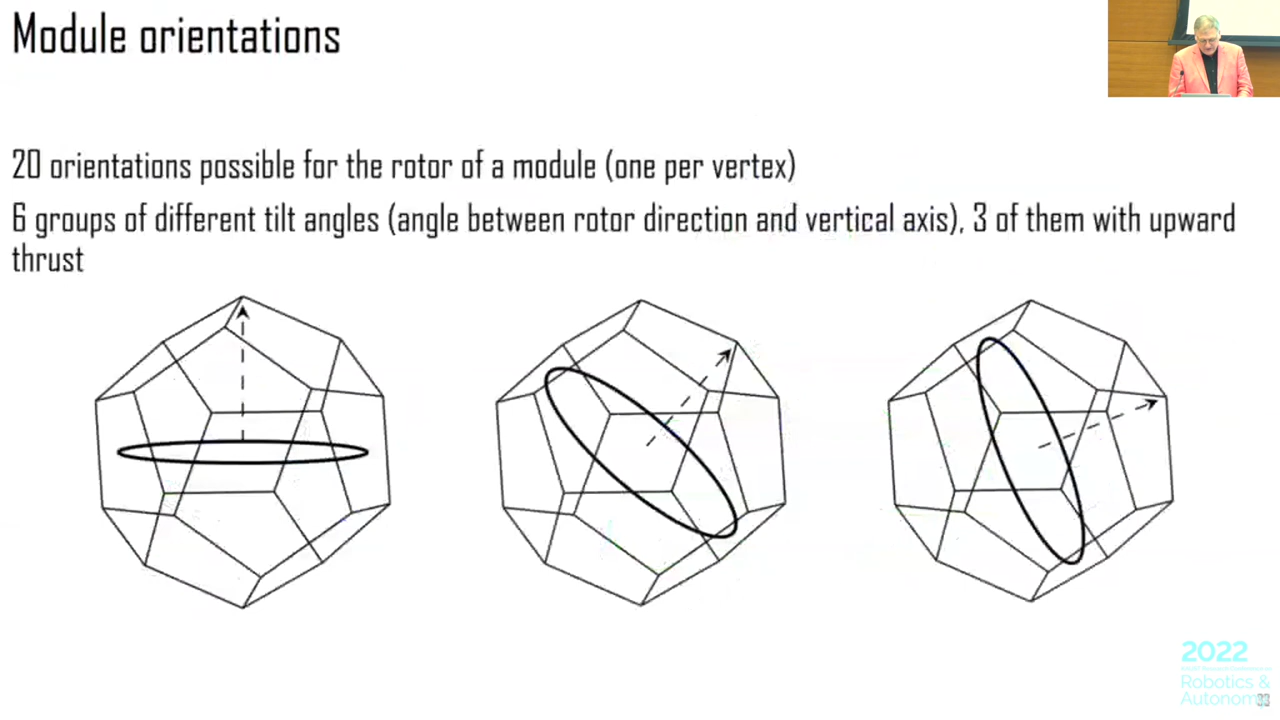 Module orientations
20 orientations possible for the rotor of a module (one per vertex)
6 groups of different tilt angles (angle between rotor direction and vertical axis), 3 of them with upward
thrust
2022
Robotics &
Autonom
33